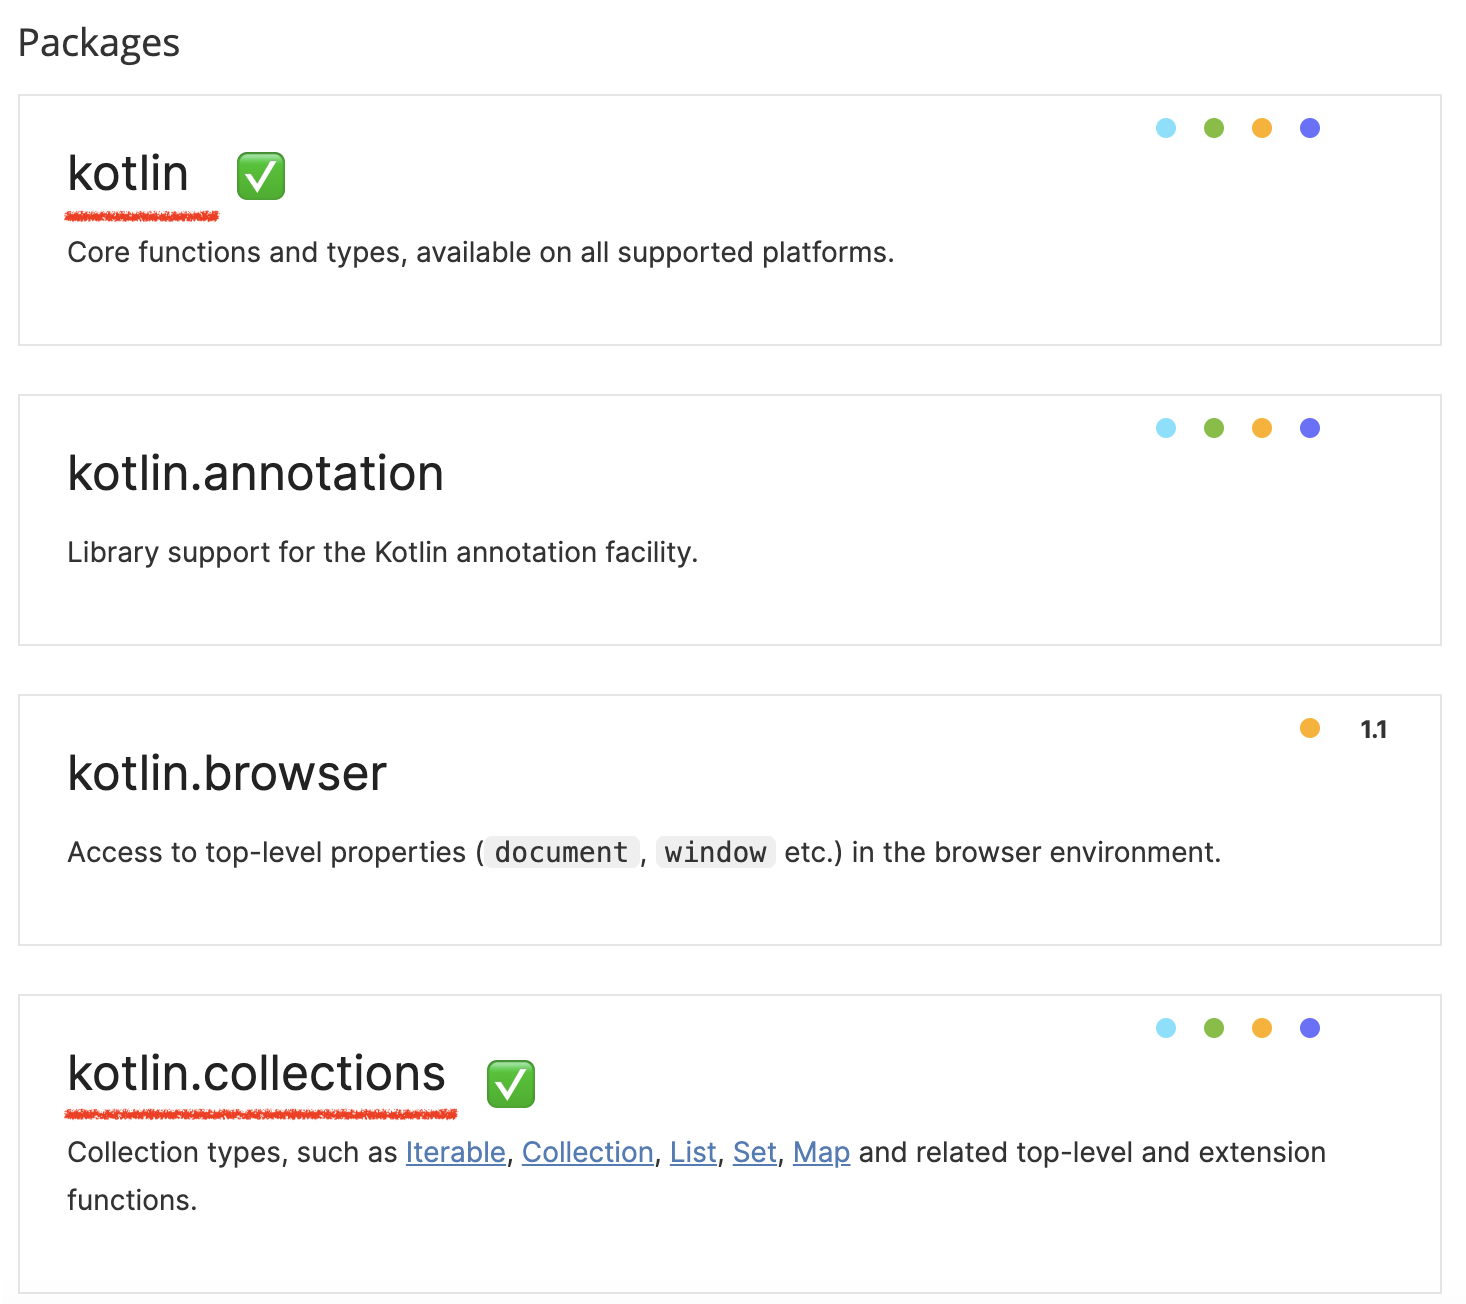 Packages
kotlin ✅
Core functions and types, available on all supported platforms.
kotlin.annotation
Library support for the Kotlin annotation facility.
1.1
kotlin.browser
Access to top-level properties (document, window etc.) in the browser environment.
kotlin.collections ✅
Collection types, such as Iterable, Collection, List, Set, Map and related top-level and extension
functions.